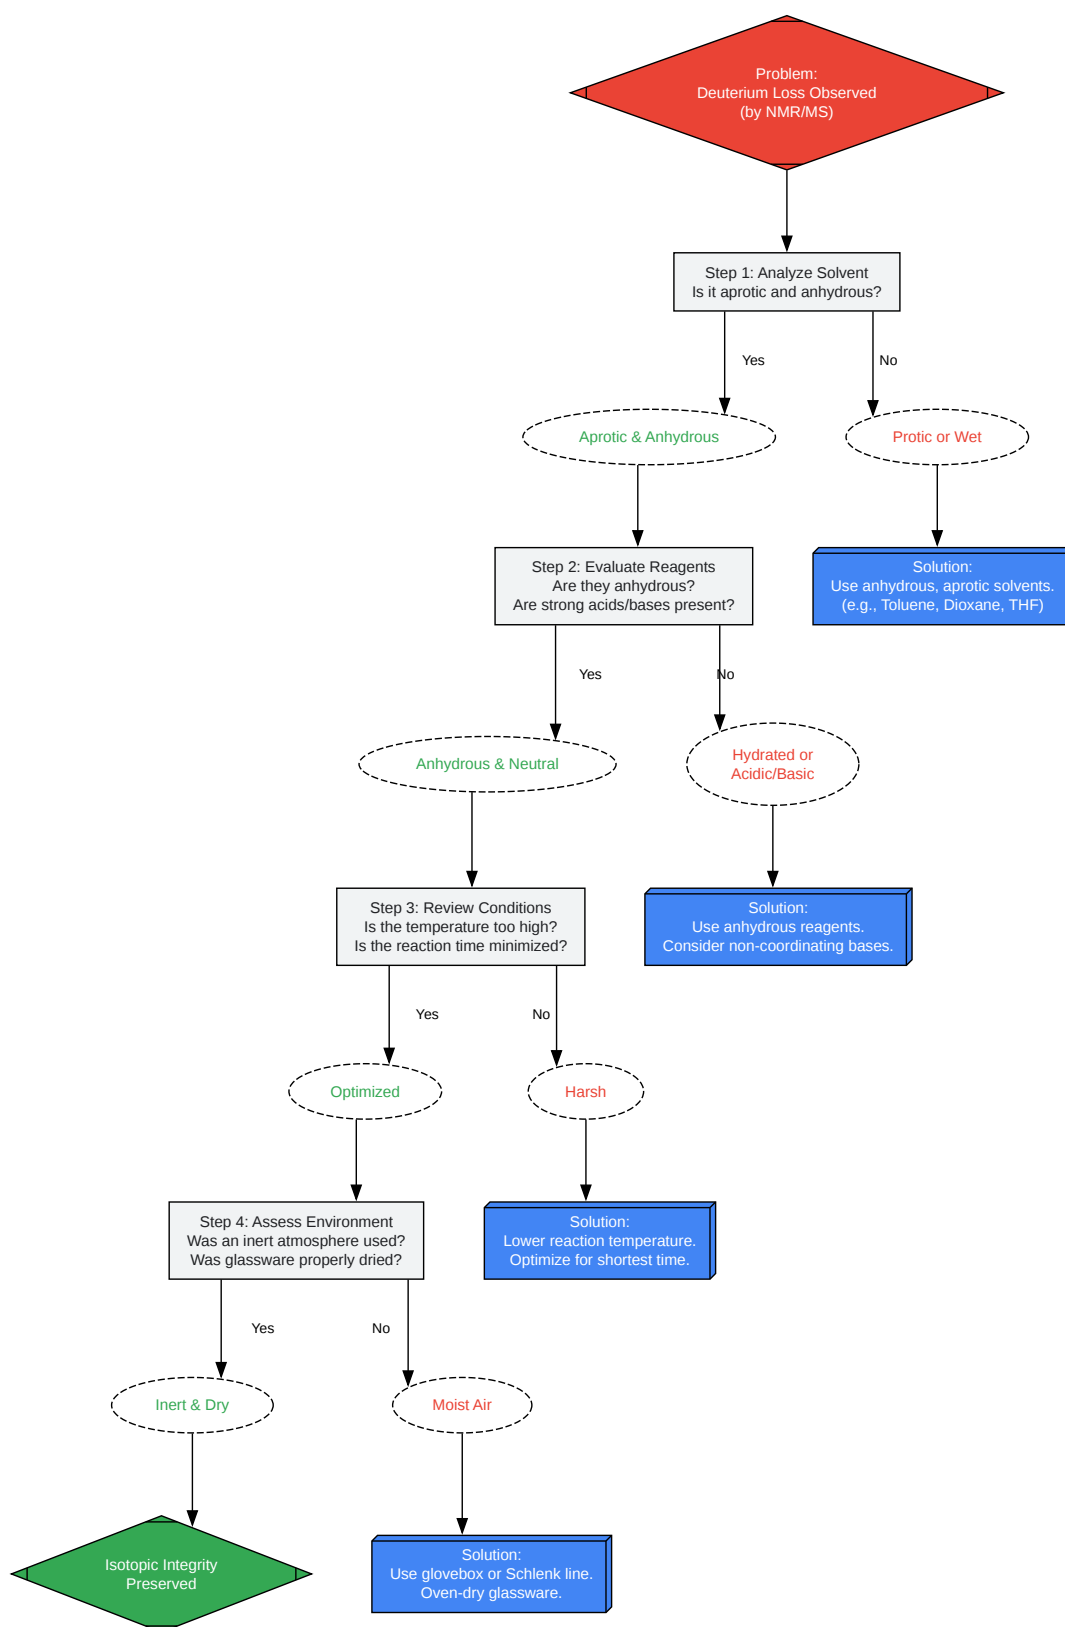 Problem:
Deuterium Loss Observed
(by NMR/MS)
Step 1: Analyze Solvent
Is it aprotic and anhydrous?
Yes
No
Aprotic & Anhydrous
Protic or Wet
Step 2: Evaluate Reagents
Are they anhydrous?
Are strong acids/bases present?
Solution:
Use anhydrous, aprotic solvents.
(e.g., Toluene, Dioxane, THF)
Yes
No
Anhydrous & Neutral
Hydrated or
Acidic/Basic
Step 3: Review Conditions
Is the temperature too high?
Is the reaction time minimized?
Solution:
Use anhydrous reagents.
Consider non-coordinating bases.
Yes
No
Optimized
Harsh
Step 4: Assess Environment
Was an inert atmosphere used?
Was glassware properly dried?
Solution:
Lower reaction temperature.
Optimize for shortest time.
Yes
No
Inert & Dry
Moist Air
Isotopic Integrity
Preserved
Solution:
Use glovebox or Schlenk line.
Oven-dry glassware.